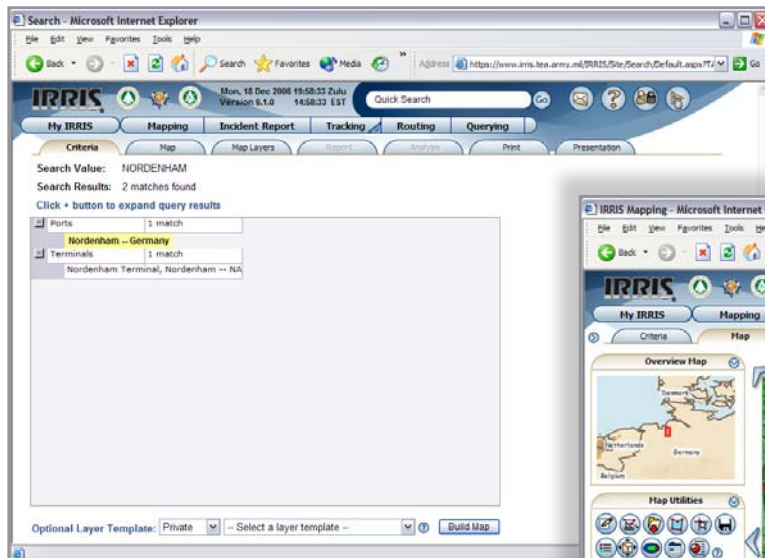 Search - Microsoft Internet Explorer
File Edit View Favorites Tools Help
Back Search Favorites Media » Address https://www.irris.tea.army.mil/IRRIS/Site/Search/Default.aspx?TA Go
IRRIS Mon, 18 Dec 2006 19:58:33 Zulu
Version 6.1.0 14:58:33 EST
Quick Search Go
My IRRIS Mapping Incident Report Tracking Routing Querying
Criteria Map Map Layers Report Analysis Print Presentation
Search Value: NORDENHAM
Search Results: 2 matches found
Click + button to expand query results
Ports 1 match
Nordenham -- Germany
Terminals 1 match
Nordenham Terminal, Nordenham -- NA
Optional Layer Template: Private -- Select a layer template -- Build Map
IRRIS Mapping - Microsoft Internet
File Edit View Favorites Tools
Back
IRRIS
My IRRIS Mapping
Criteria Map
Overview Map
Denmark
Netherlands
Germany
Belgium
Map Utilities